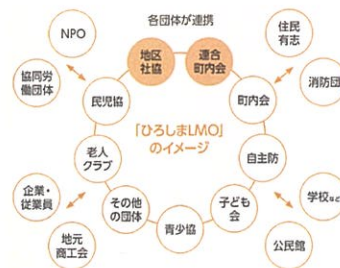 各団体が連携
NPO
地区
社協
連合
町内会
住民
有志
協同労
働団体
民児協
町内会
消防団
「ひろしまLMO」
のイメージ
老人
クラブ
自主防
企業・
従業員
その他
の団体
青少協
子ども
会
学校など
地元
商工会
公民館